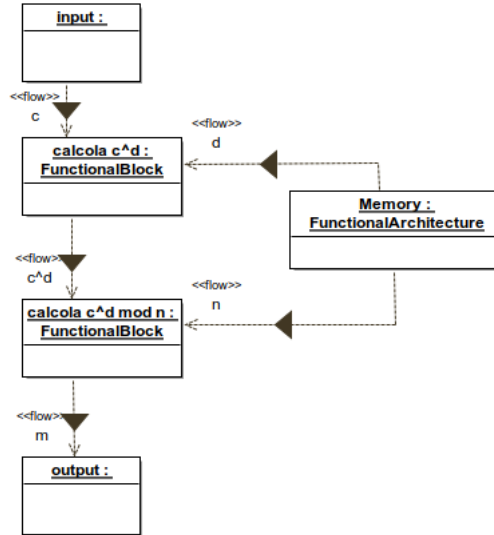 input :
<<flow>>
c
calcola c^d :
FunctionalBlock
<<flow>>
d
Memory :
FunctionalArchitecture
<<flow>>
c^d
<<flow>>
n
calcola c^d mod n :
FunctionalBlock
<<flow>>
m
output :